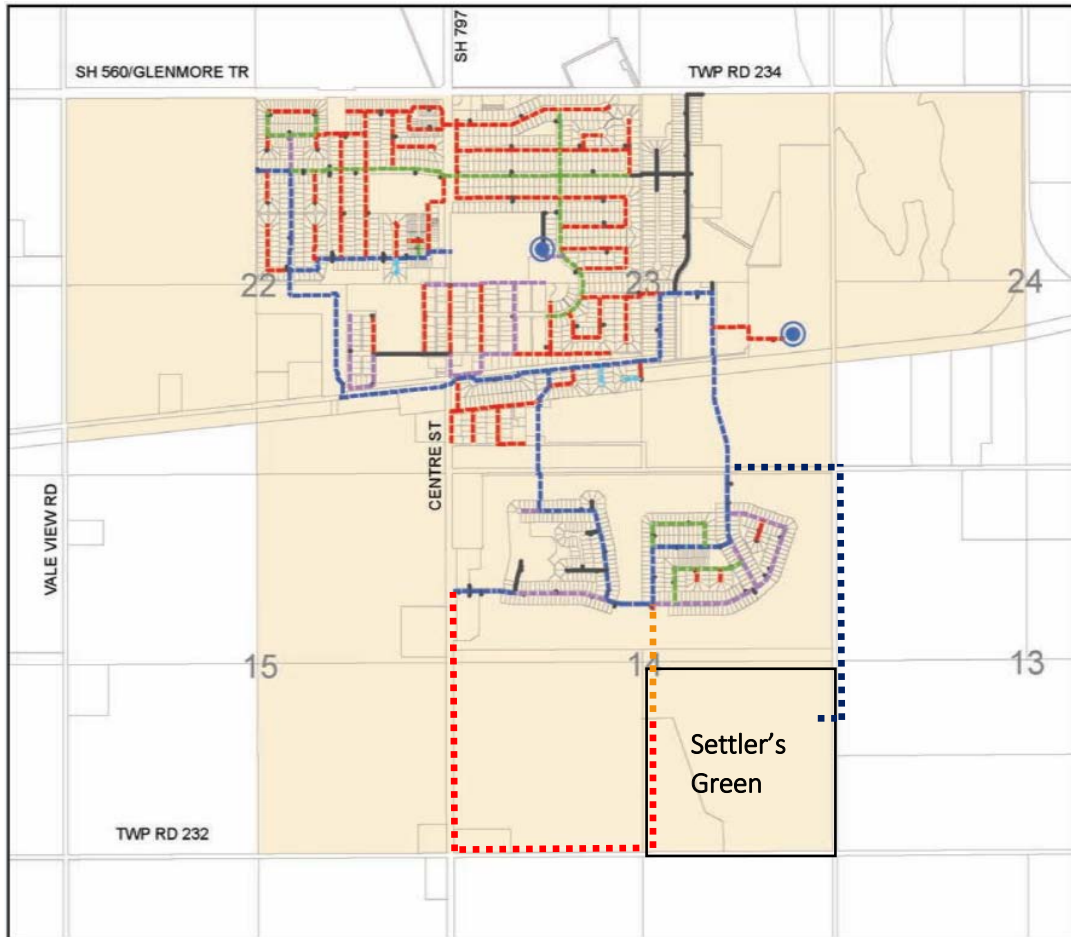 SH 797
SH 560/GLENMORE TR
TWP RD 234
22
23
24
CENTRE ST
VALE VIEW RD
15
14
13
Settler's
Green
TWP RD 232